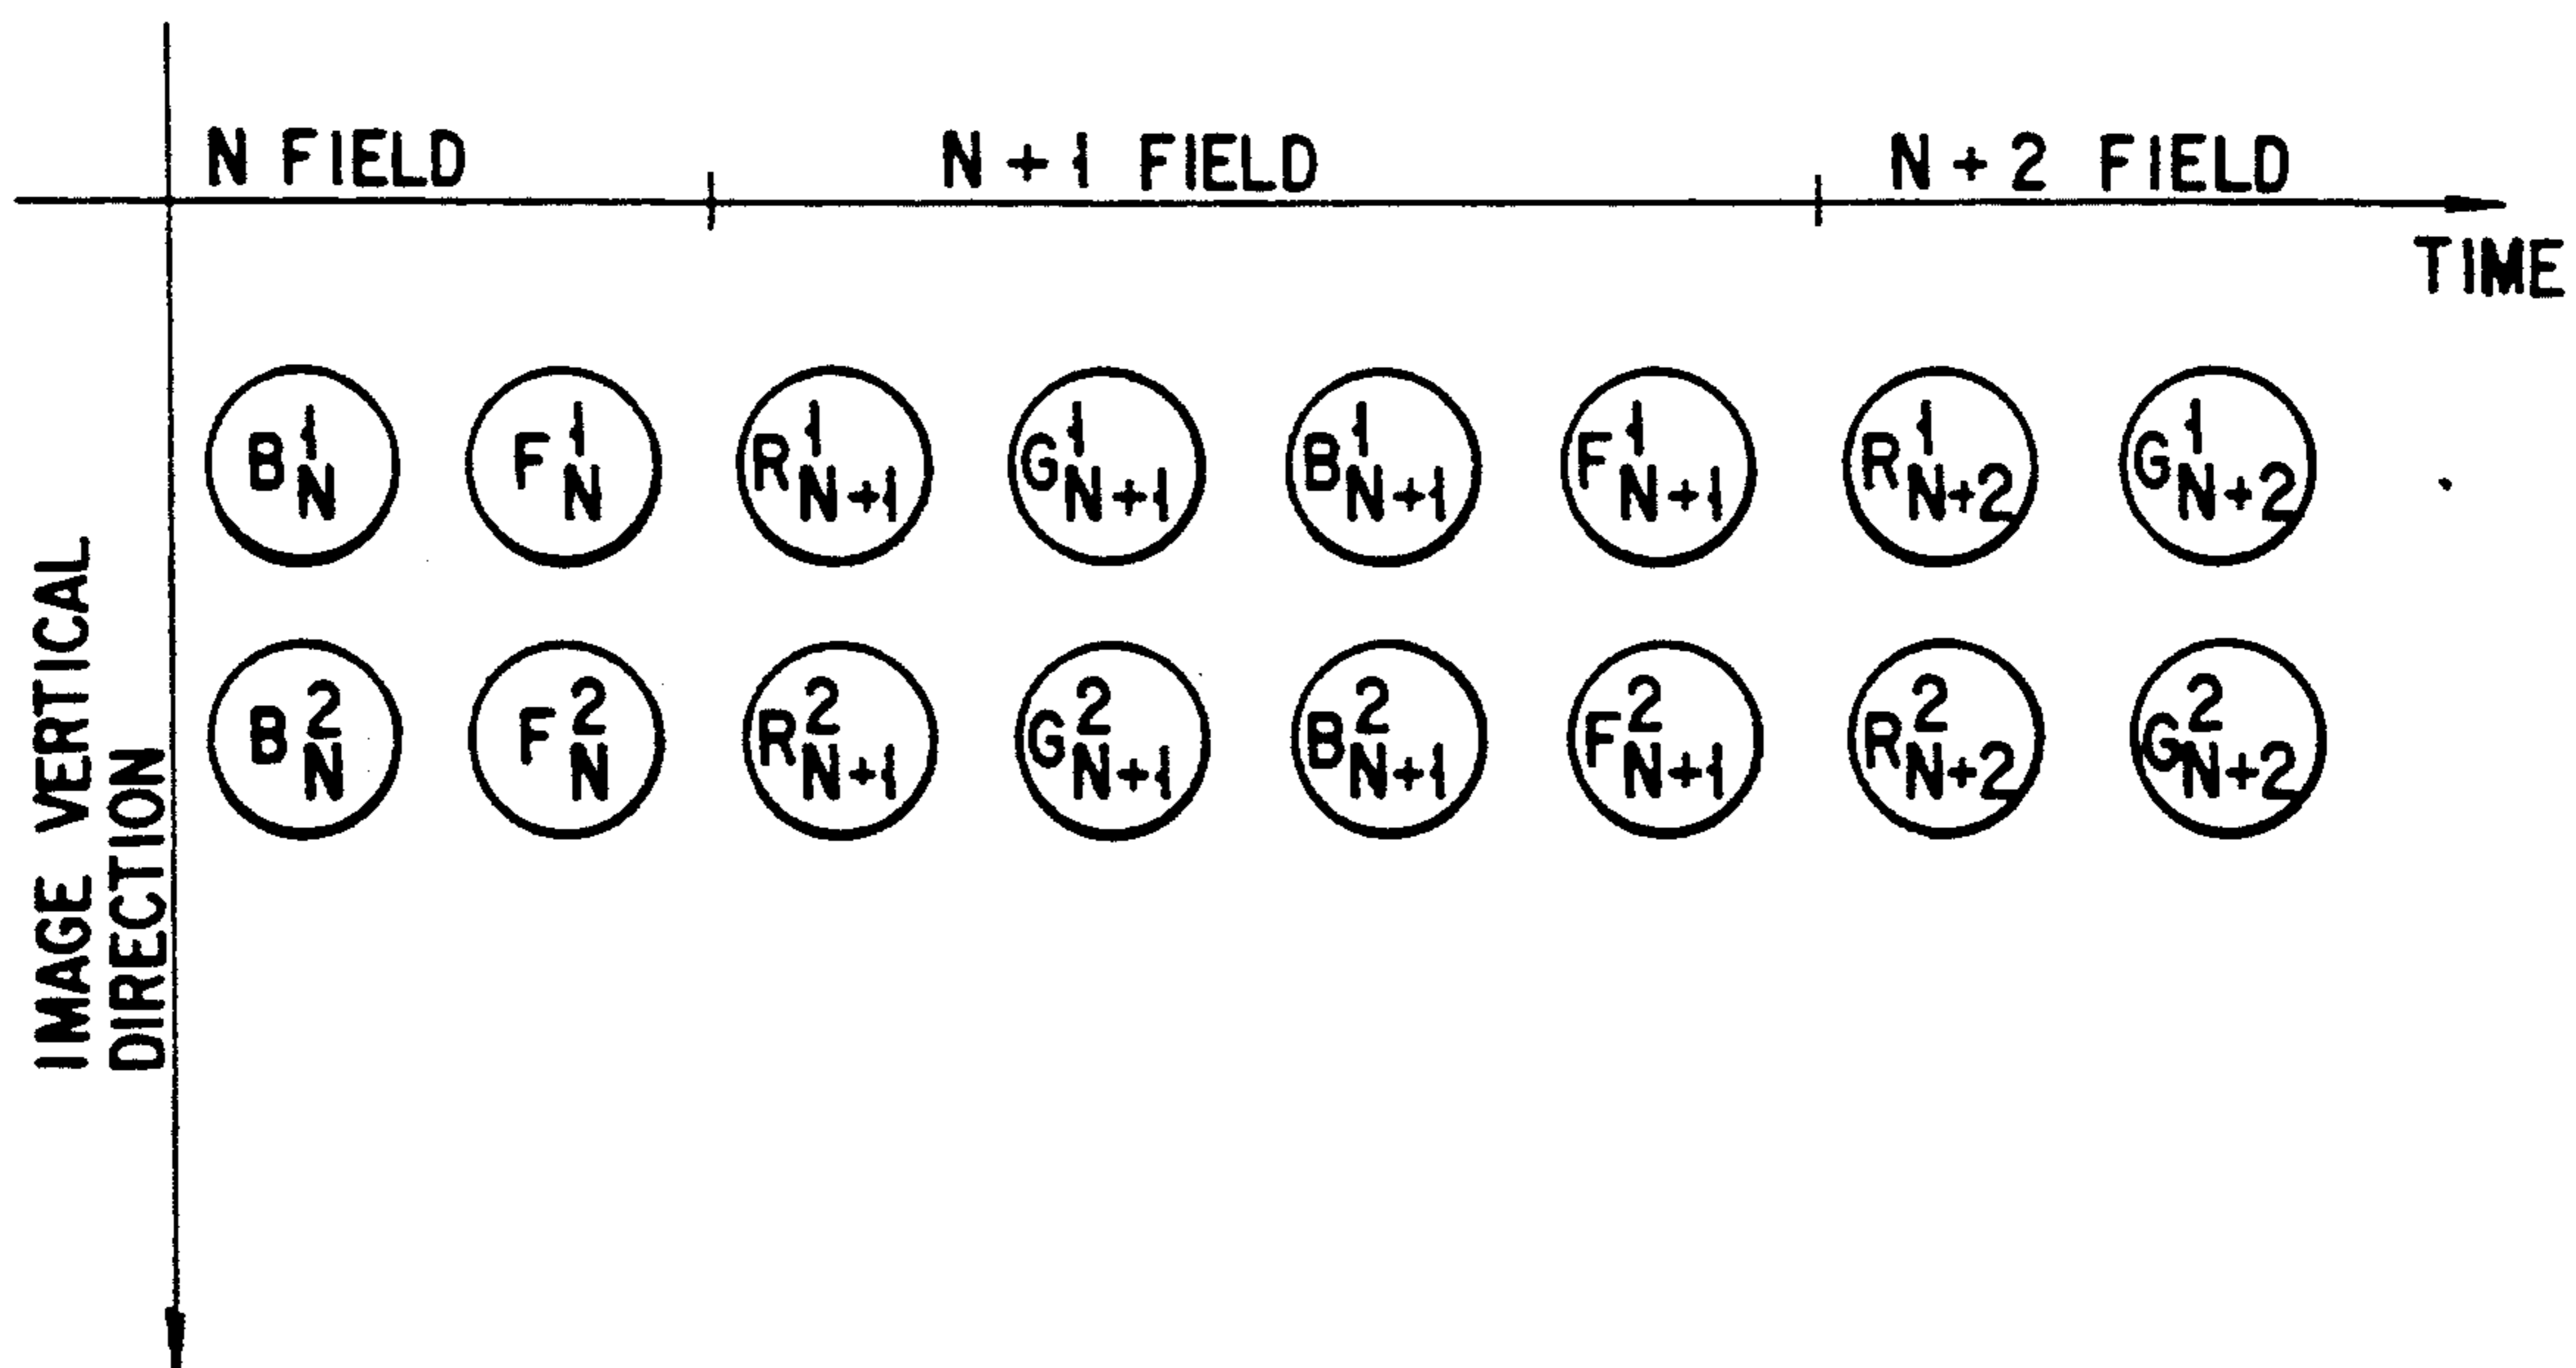 N FIELD N+1 FIELD N+2 FIELD
TIME
B¹N F¹N R¹N+1 G¹N+1 B¹N+1 F¹N+1 R¹N+2 G¹N+2
B²N F²N R²N+1 G²N+1 B²N+1 F²N+1 R²N+2 G²N+2
IMAGE VERTICAL
DIRECTION